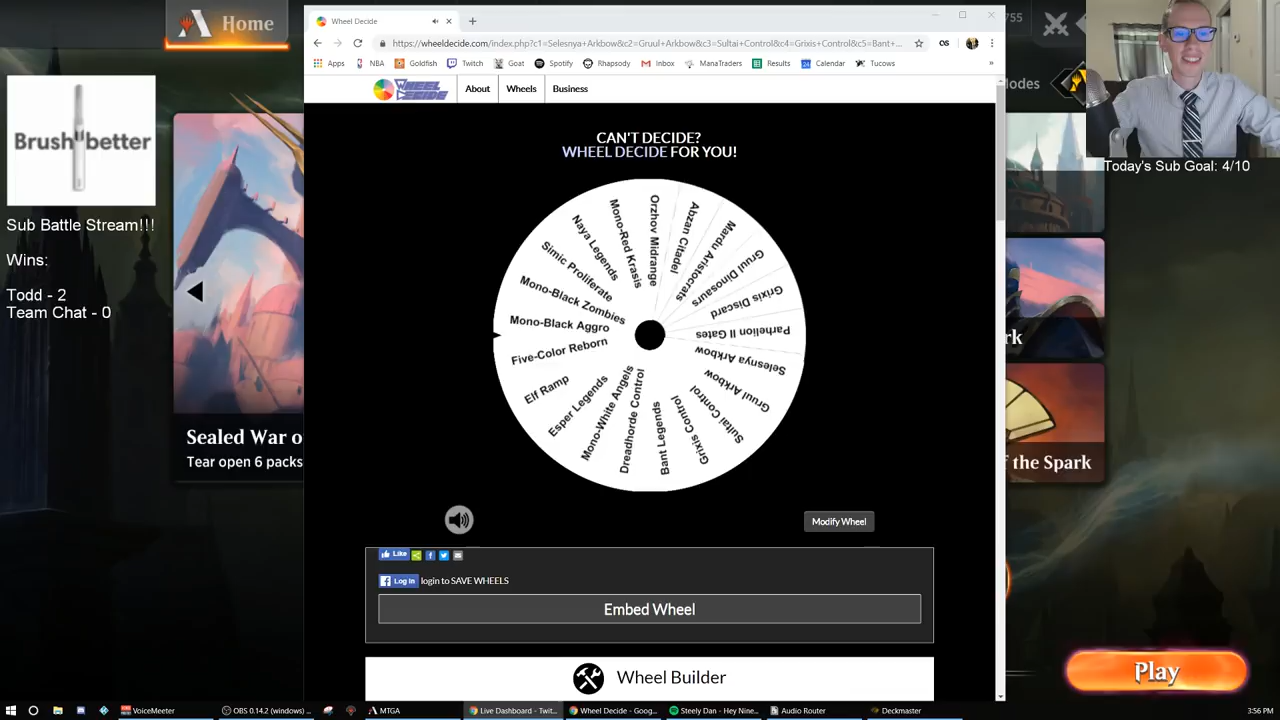 Home
Wheel Decide
755
https://wheeldecide.com/index.php?c1=Selesnya Arkbow&c2=Gruul Arkbow&c3=Sultai Control&c4=Grixis Control&c5=Bant +...
Apps
NBA
Goldfish
Twitch
Goat
Spotify
Rhapsody
Inbox
ManaTraders
Results
Calendar
Tucows
WHEEL DECIDE
About
Wheels
Business
Brush better
Sub Battle Stream!!!
Wins:
Todd - 2
Team Chat - 0
Today's Sub Goal: 4/10
CAN'T DECIDE?
WHEEL DECIDE FOR YOU!
Orzhov Midrange
Abzan Citadel
Mardu Aristocrats
Gruul Dinosaurs
Grixis Discard
Parhelion II Gates
Selesnya Arkbow
Gruul Arkbow
Sultai Control
Grixis Control
Bant Legends
Dreadhorde Control
Mono-White Angels
Esper Legends
Elf Ramp
Five-Color Reborn
Mono-Black Aggro
Mono-Black Zombies
Simic Proliferate
Naya Legends
Mono-Red Krasis
Sealed War o
Tear open 6 packs
rk
f the Spark
Modify Wheel
Like
Log In
login to SAVE WHEELS
Embed Wheel
Wheel Builder
Play
VoiceMeeter
OBS 0.14.2 (windows) ...
MTGA
Live Dashboard - Twit...
Wheel Decide - Goog...
Steely Dan - Hey Nine...
Audio Router
Deckmaster
3:56 PM